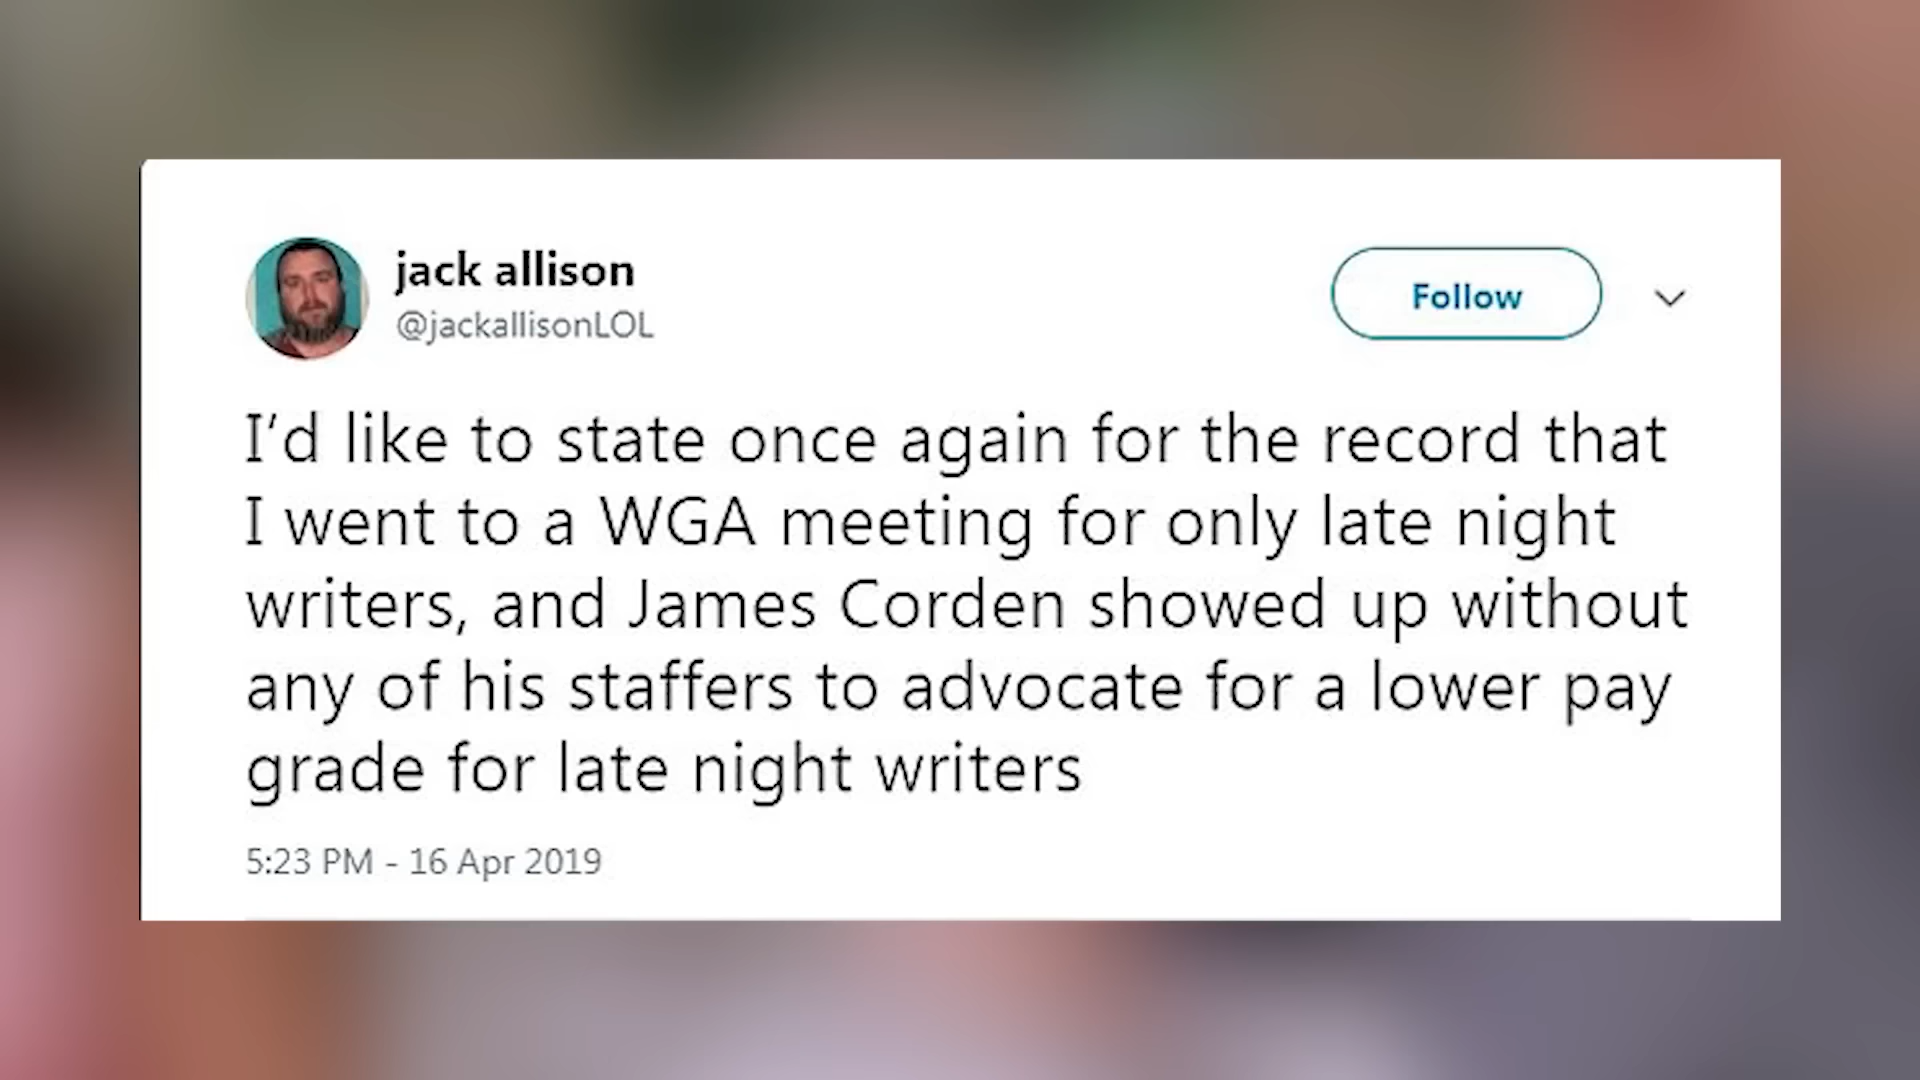 jack allison
@jackallisonLOL
Follow
I'd like to state once again for the record that
I went to a WGA meeting for only late night
writers, and James Corden showed up without
any of his staffers to advocate for a lower pay
grade for late night writers
5:23 PM - 16 Apr 2019